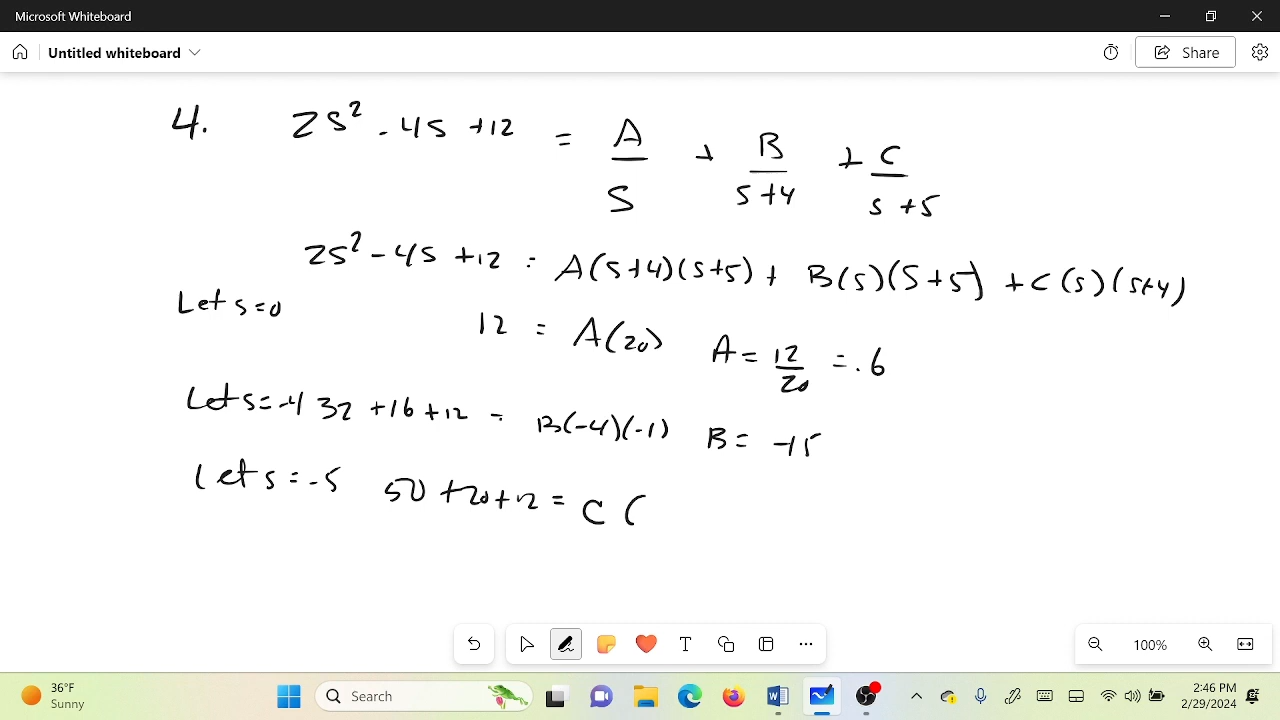 Microsoft Whiteboard
Untitled whiteboard
Share
4. 2s² - 4s + 12 = A/s + B/s+4 + C/s+5
2s² - 4s + 12 = A(s+4)(s+5) + B(s)(s+5) + C(s)(s+4)
Let s=0
12 = A(20) A = 12/20 = .6
Let s=-4 32 + 16 + 12 = B(-4)(-1) B = -15
Let s=-5 50 + 20 + 12 = C (
100%
36°F
Sunny
Search
2:46 PM
2/29/2024